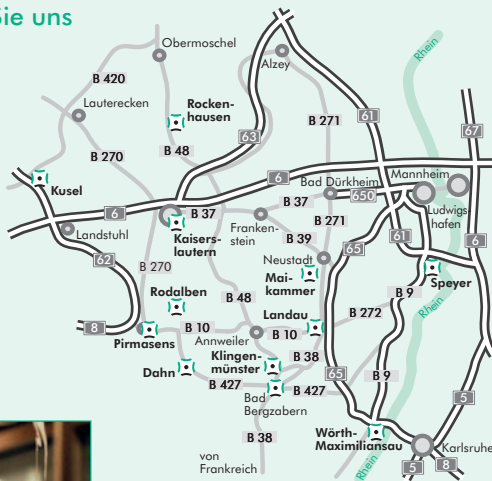 Sie uns
Obermoschel
Alzey
Rhein
B 420
Lauterecken
Rocken-
hausen
61
B 271
67
63
B 270
B 48
Kusel
6
Bad Dürkheim
650
Mannheim
B 37
Ludwigs-
hafen
6
B 37
Franken-
stein
B 271
Landstuhl
Kaisers-
lautern
B 39
65
61
6
62
B 270
Neustadt
Mai-
kammer
Speyer
B 9
Rodalben
B 48
Rhein
8
B 10
Landau
B 272
Pirmasens
Annweiler
B 10
Klingen-
münster
B 38
Dahn
65
B 9
B 427
B 427
Bad
Bergzabern
5
B 38
Wörth-
Maximiliansau
Karlsruhe
von
Frankreich
Rhein
5
8